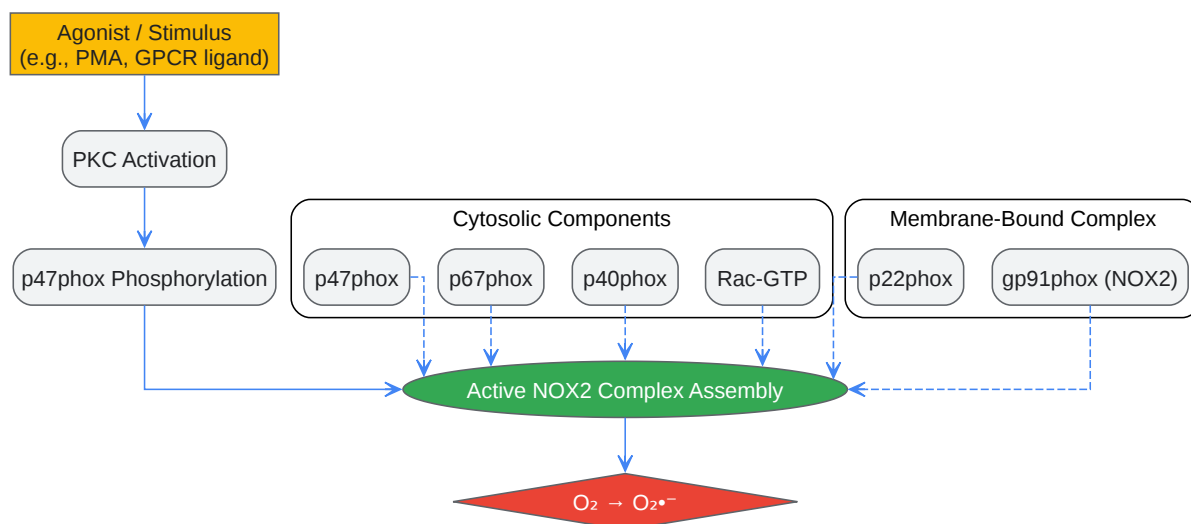 Agonist / Stimulus
(e.g., PMA, GPCR ligand)
PKC Activation
Cytosolic Components
Membrane-Bound Complex
p47phox Phosphorylation
p47phox
p67phox
p40phox
Rac-GTP
p22phox
gp91phox (NOX2)
Active NOX2 Complex Assembly
O₂ → O₂•⁻